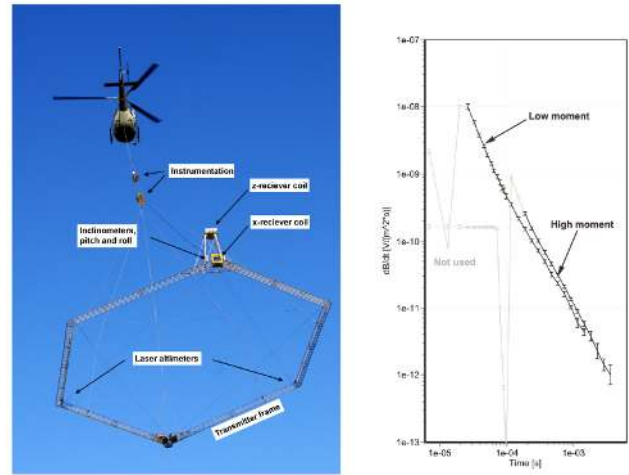 Instrumentation
z-reciever coil
Inclinometers,
pitch and roll
x-reciever coil
Laser altimeters
Transmitter frame
1e-07
1e-08
1e-09
1e-10
1e-11
1e-12
1e-13
dB/dt [V/(m^2*s)]
Low moment
High moment
Not used
1e-05
1e-04
1e-03
Time [s]